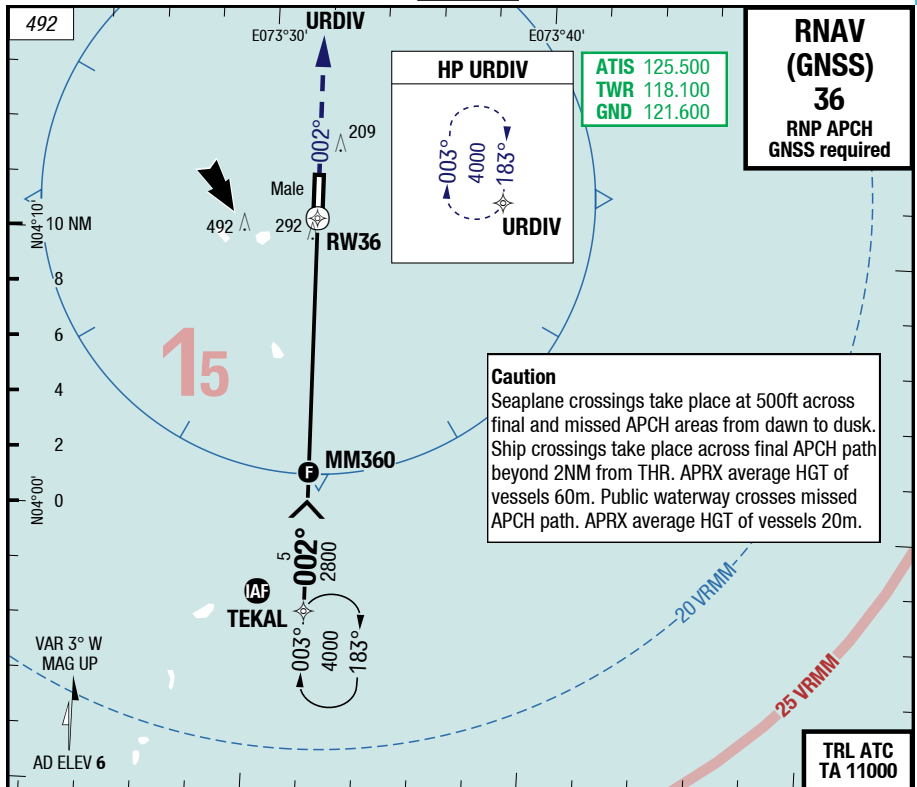 492
URDIV
E073°30'
E073°40'
RNAV
(GNSS)
36
RNP APCH
GNSS required
HP URDIV
003°
4000
183°
URDIV
ATIS 125.500
TWR 118.100
GND 121.600
002°
209
Male
492
292
RW36
N04°10'
10 NM
8
6
4
2
0
N04°00'
15
Caution
Seaplane crossings take place at 500ft across
final and missed APCH areas from dawn to dusk.
Ship crossings take place across final APCH path
beyond 2NM from THR. APRX average HGT of
vessels 60m. Public waterway crosses missed
APCH path. APRX average HGT of vessels 20m.
F
MM360
5
002°
2800
IAF
TEKAL
003°
4000
183°
20 VRMM
25 VRMM
VAR 3° W
MAG UP
AD ELEV 6
TRL ATC
TA 11000